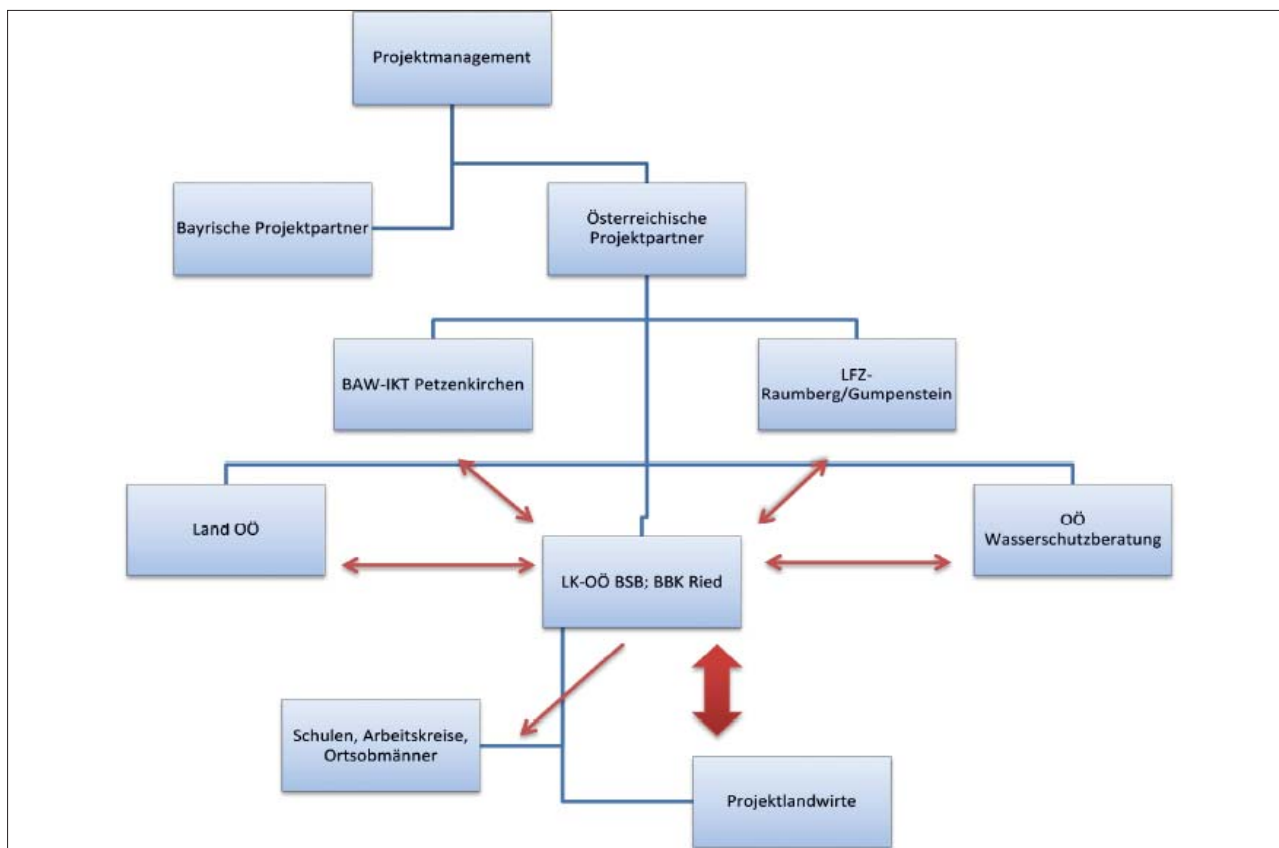 Projektmanagement
Bayrische Projektpartner
Österreichische
Projektpartner
BAW-IKT Petzenkirchen
LFZ-
Raumberg/Gumpenstein
Land OÖ
OÖ
Wasserschutzberatung
LK-OÖ BSB; BBK Ried
Schulen, Arbeitskreise,
Ortsobmänner
Projektlandwirte